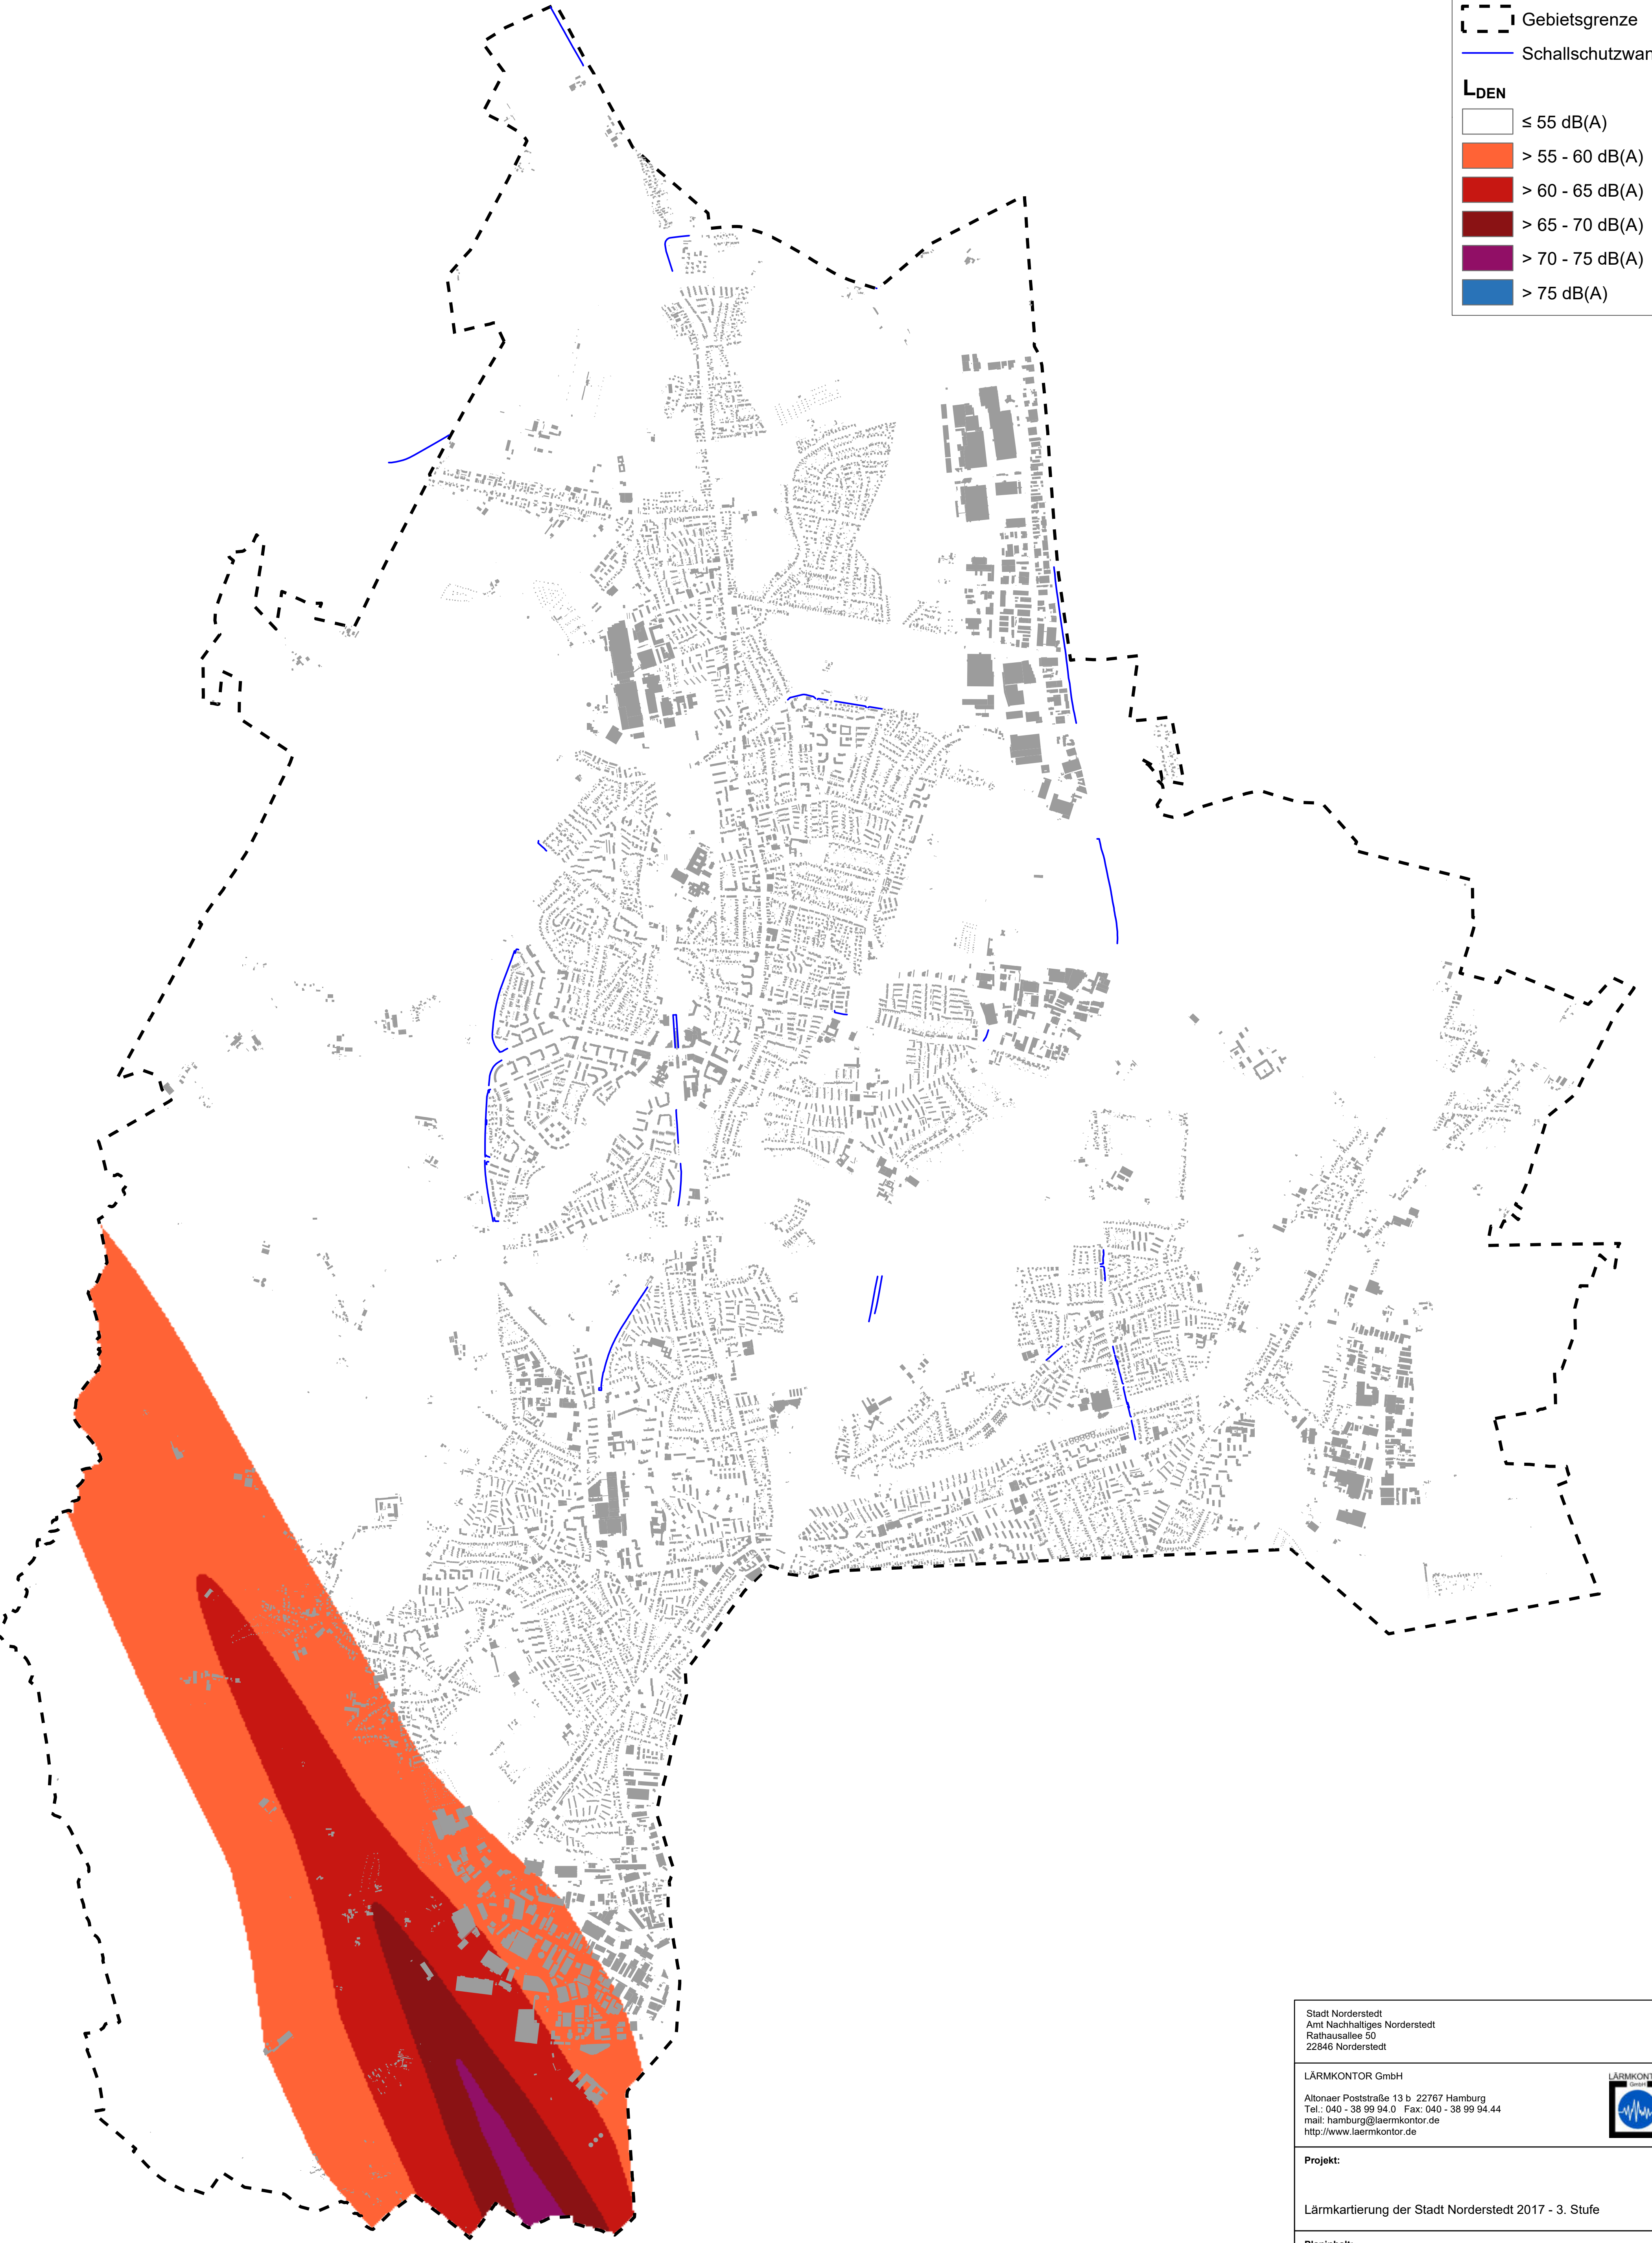 Gebietsgrenze
Schallschutzwan
LDEN
≤ 55 dB(A)
> 55 - 60 dB(A)
> 60 - 65 dB(A)
> 65 - 70 dB(A)
> 70 - 75 dB(A)
> 75 dB(A)
Stadt Norderstedt
Amt Nachhaltiges Norderstedt
Rathausallee 50
22846 Norderstedt
LÄRMKONTOR GmbH
Altonaer Poststraße 13 b 22767 Hamburg
Tel.: 040 - 38 99 94.0 Fax: 040 - 38 99 94.44
mail: hamburg@laermkontor.de
http://www.laermkontor.de
LÄRMKONT
GmbH
Projekt:
Lärmkartierung der Stadt Norderstedt 2017 - 3. Stufe